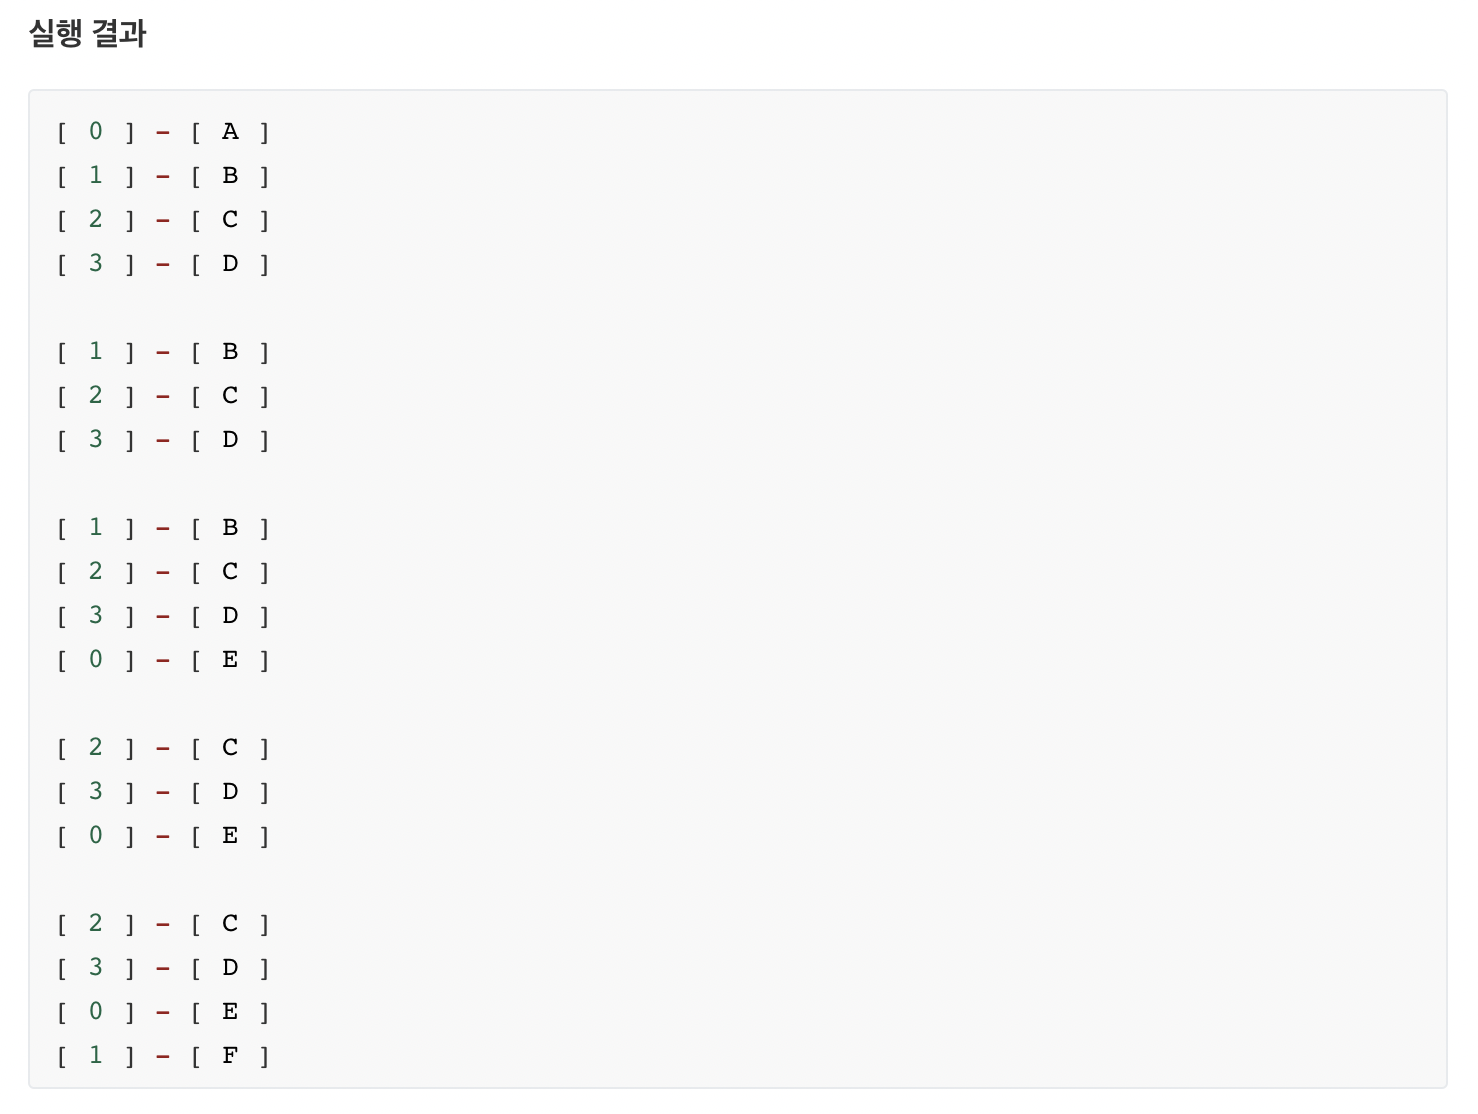 실행 결과
[ 0 ] - [ A ]
[ 1 ] - [ B ]
[ 2 ] - [ C ]
[ 3 ] - [ D ]
[ 1 ] - [ B ]
[ 2 ] - [ C ]
[ 3 ] - [ D ]
[ 1 ] - [ B ]
[ 2 ] - [ C ]
[ 3 ] - [ D ]
[ 0 ] - [ E ]
[ 2 ] - [ C ]
[ 3 ] - [ D ]
[ 0 ] - [ E ]
[ 2 ] - [ C ]
[ 3 ] - [ D ]
[ 0 ] - [ E ]
[ 1 ] - [ F ]